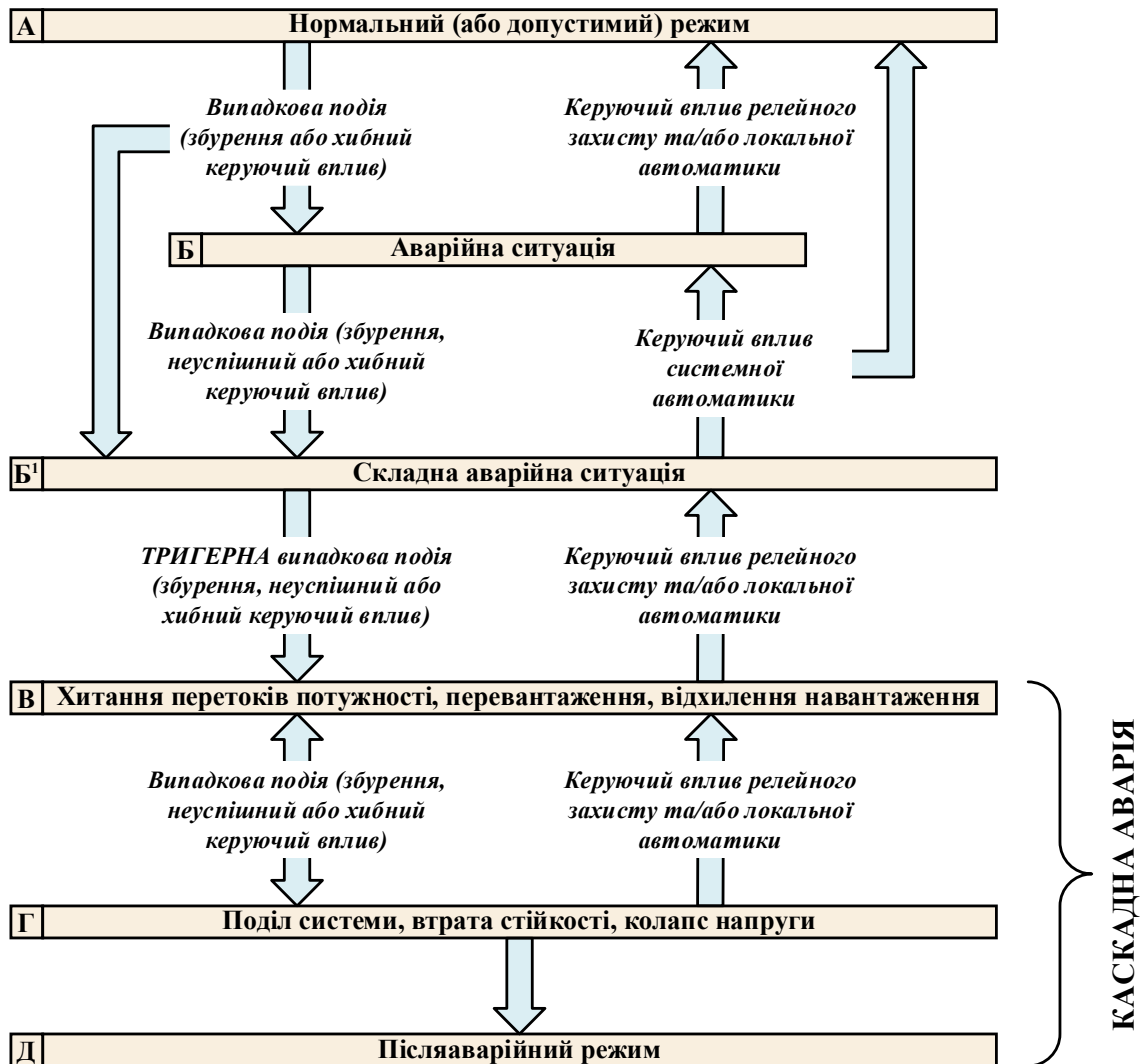 А Нормальний (або допустимий) режим
Випадкова подія
(збурення або хибний
керуючий вплив)
Керуючий вплив релейного
захисту та/або локальної
автоматики
Б Аварійна ситуація
Випадкова подія (збурення,
неуспішний або хибний
керуючий вплив)
Керуючий вплив
системної
автоматики
Б¹ Складна аварійна ситуація
ТРИГЕРНА випадкова подія
(збурення, неуспішний або
хибний керуючий вплив)
Керуючий вплив релейного
захисту та/або локальної
автоматики
В Хитання перетоків потужності, перевантаження, відхилення навантаження
Випадкова подія (збурення,
неуспішний або хибний
керуючий вплив)
Керуючий вплив релейного
захисту та/або локальної
автоматики
Г Поділ системи, втрата стійкості, колапс напруги
Д Післяаварійний режим
КАСКАДНА АВАРІЯ